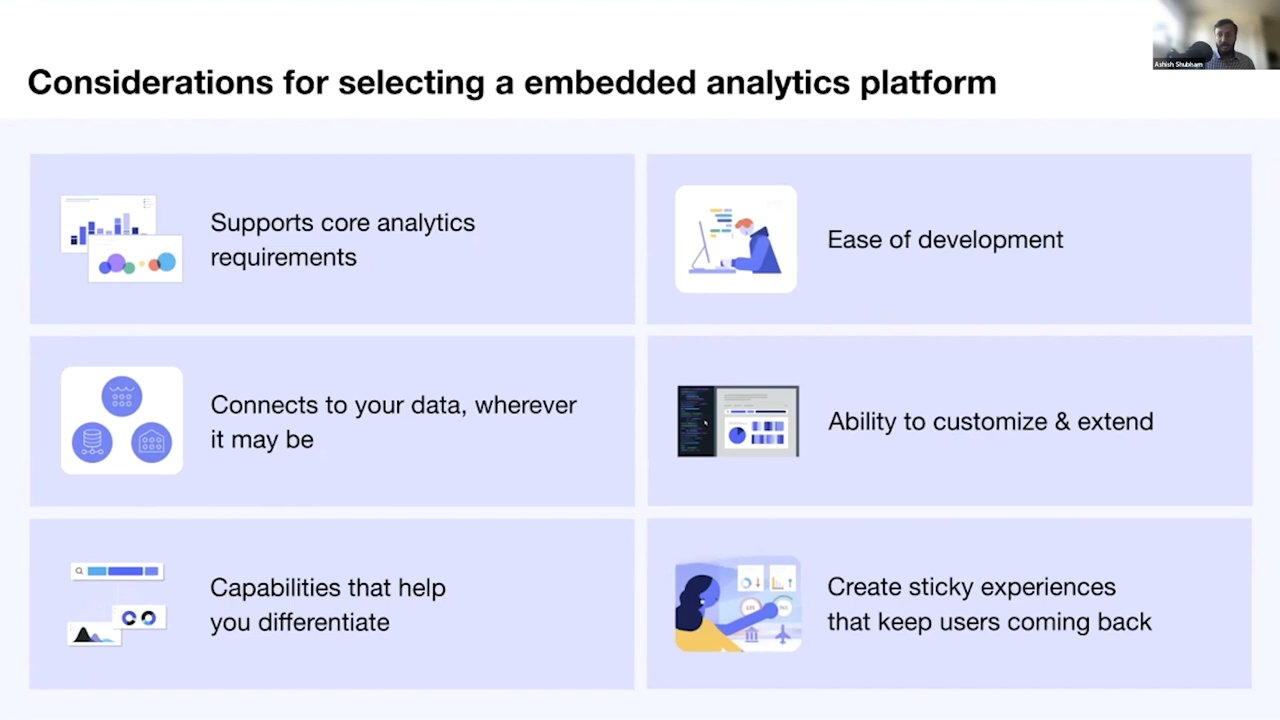 Ashish Shubham
Considerations for selecting a embedded analytics platform
Supports core analytics
requirements
Ease of development
Connects to your data, wherever
it may be
Ability to customize & extend
Capabilities that help
you differentiate
Create sticky experiences
that keep users coming back